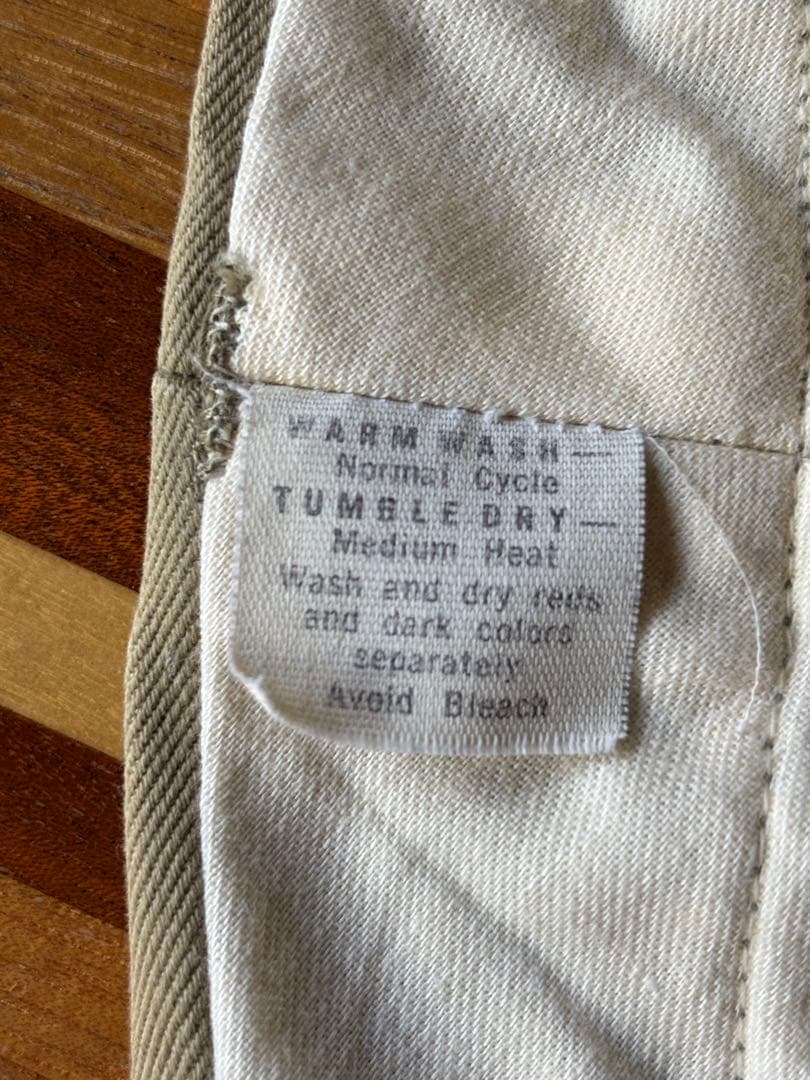 WARM WASH—
Normal Cycle
TUMBLE DRY—
Medium Heat
Wash and dry reds
and dark colors
separately
Avoid Bleach